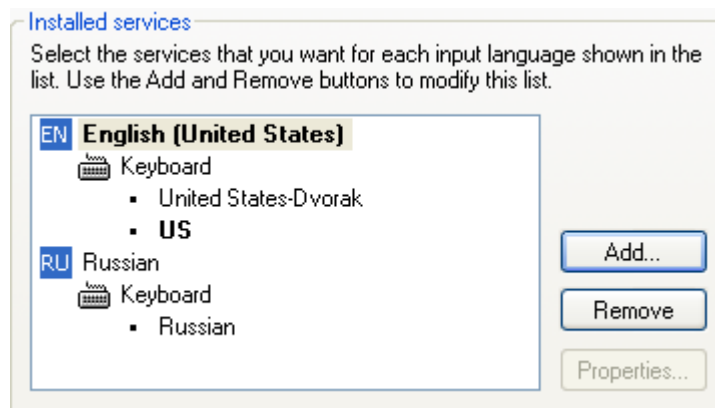 Installed services
Select the services that you want for each input language shown in the
list. Use the Add and Remove buttons to modify this list.
EN English (United States)
Keyboard
United States-Dvorak
US
RU Russian
Keyboard
Russian
Add...
Remove
Properties...